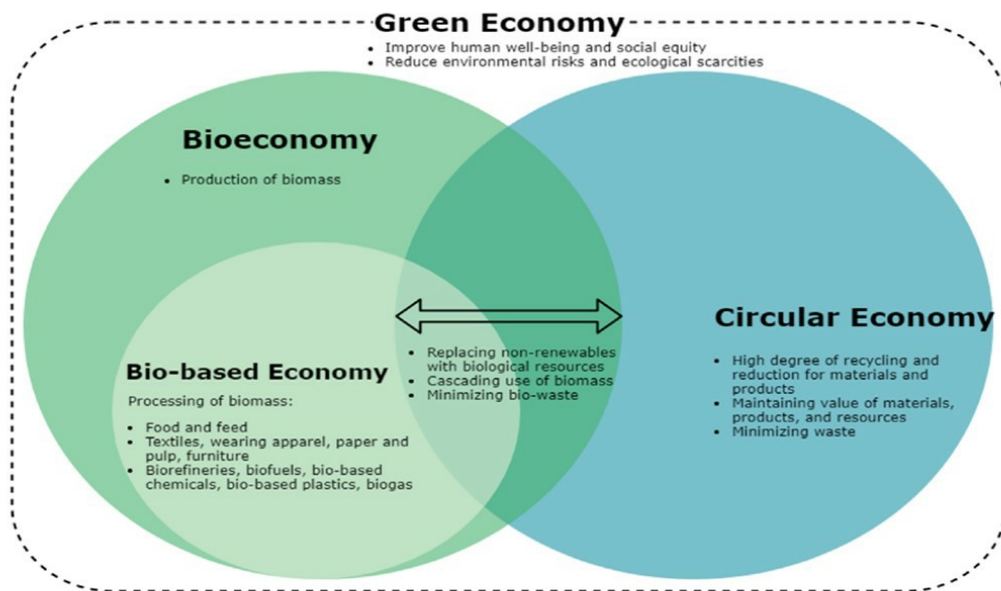 Green Economy
• Improve human well-being and social equity
• Reduce environmental risks and ecological scarcities
Bioeconomy
• Production of biomass
Bio-based Economy
Processing of biomass:
• Food and feed
• Textiles, wearing apparel, paper and
pulp, furniture
• Biorefineries, biofuels, bio-based
chemicals, bio-based plastics, biogas
• Replacing non-renewables
with biological resources
• Cascading use of biomass
• Minimizing bio-waste
Circular Economy
• High degree of recycling and
reduction for materials and
products
• Maintaining value of materials,
products, and resources
• Minimizing waste